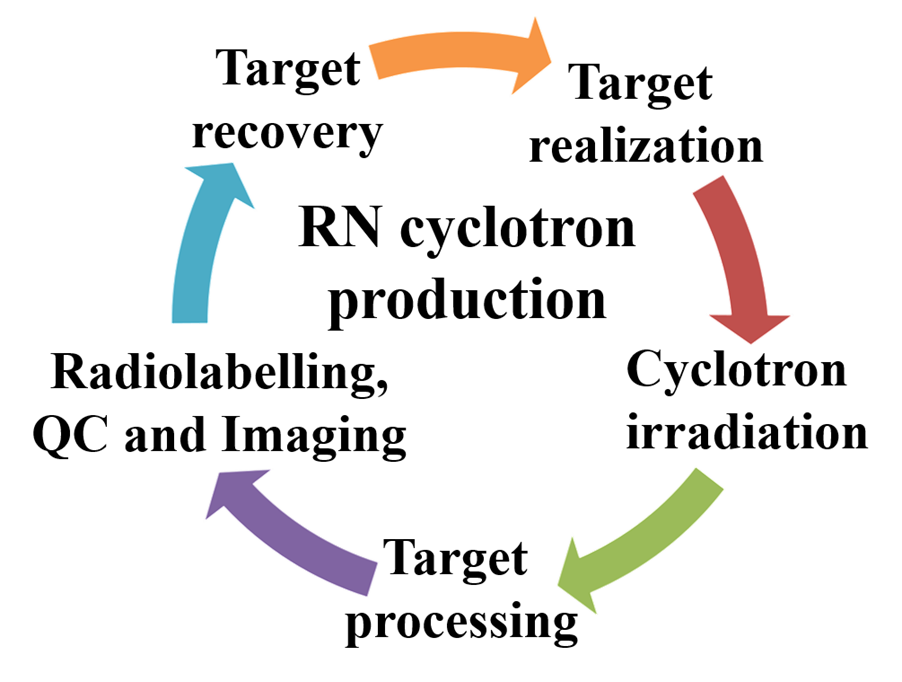 Target
recovery
Target
realization
RN cyclotron
production
Cyclotron
irradiation
Target
processing
Radiolabelling,
QC and Imaging